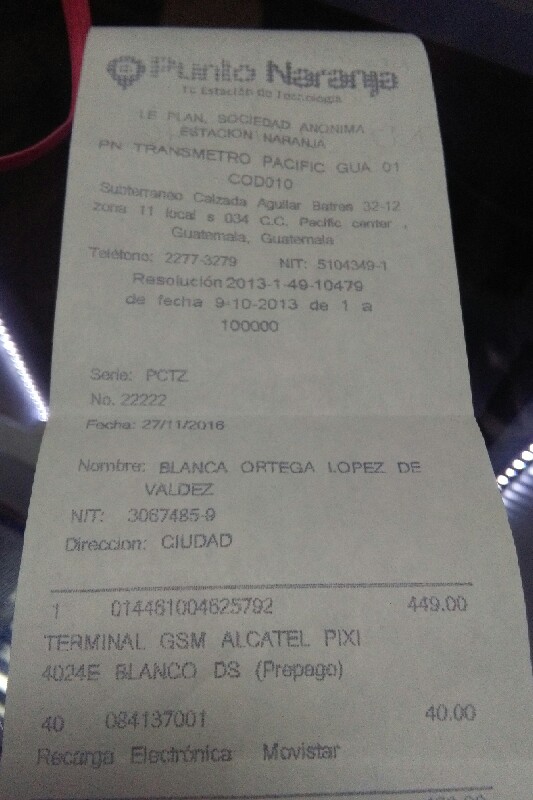 Punto Naranja
Tu Estación de Tecnología
LE PLAN, SOCIEDAD ANONIMA
ESTACION NARANJA
PN TRANSMETRO PACIFIC GUA 01
COD010
Subterraneo Calzada Aguilar Batres 32-12
zona 11 local s 034 C.C. Pacific center ,
Guatemala, Guatemala
Teléfono: 2277-3279 NIT: 5104349-1
Resolución 2013-1-49-10479
de fecha 9-10-2013 de 1 a
100000
Serie: PCTZ
No. 22222
Fecha: 27/11/2016
Nombre: BLANCA ORTEGA LOPEZ DE
VALDEZ
NIT: 3067485-9
Direccion: CIUDAD
1 014461004625792 449.00
TERMINAL GSM ALCATEL PIXI
4024E BLANCO DS (Prepago)
40 084137001 40.00
Recarga Electrónica Movistar